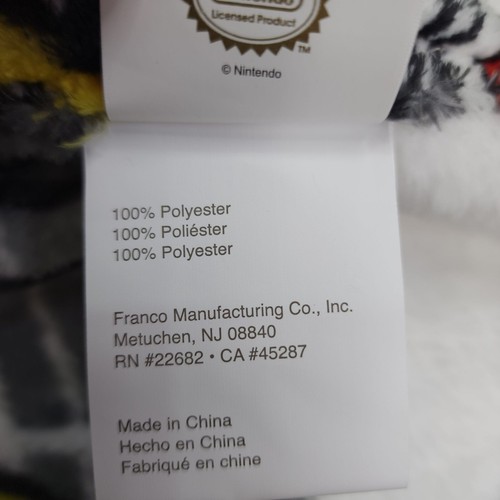 Licensed Product
TM
© Nintendo
100% Polyester
100% Poliéster
100% Polyester
Franco Manufacturing Co., Inc.
Metuchen, NJ 08840
RN #22682 • CA #45287
Made in China
Hecho en China
Fabriqué en chine